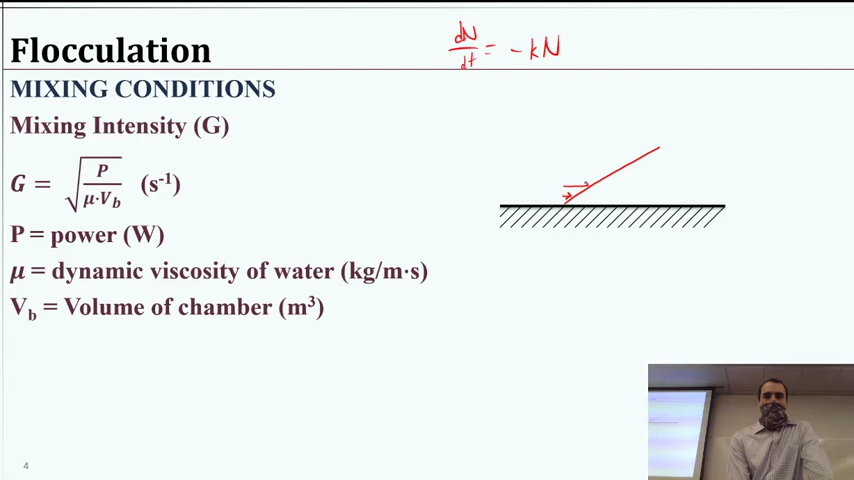 Flocculation
dN/dt = -kN
MIXING CONDITIONS
Mixing Intensity (G)
G = √(P/(μ·V_b)) (s⁻¹)
P = power (W)
μ = dynamic viscosity of water (kg/m·s)
V_b = Volume of chamber (m³)
4